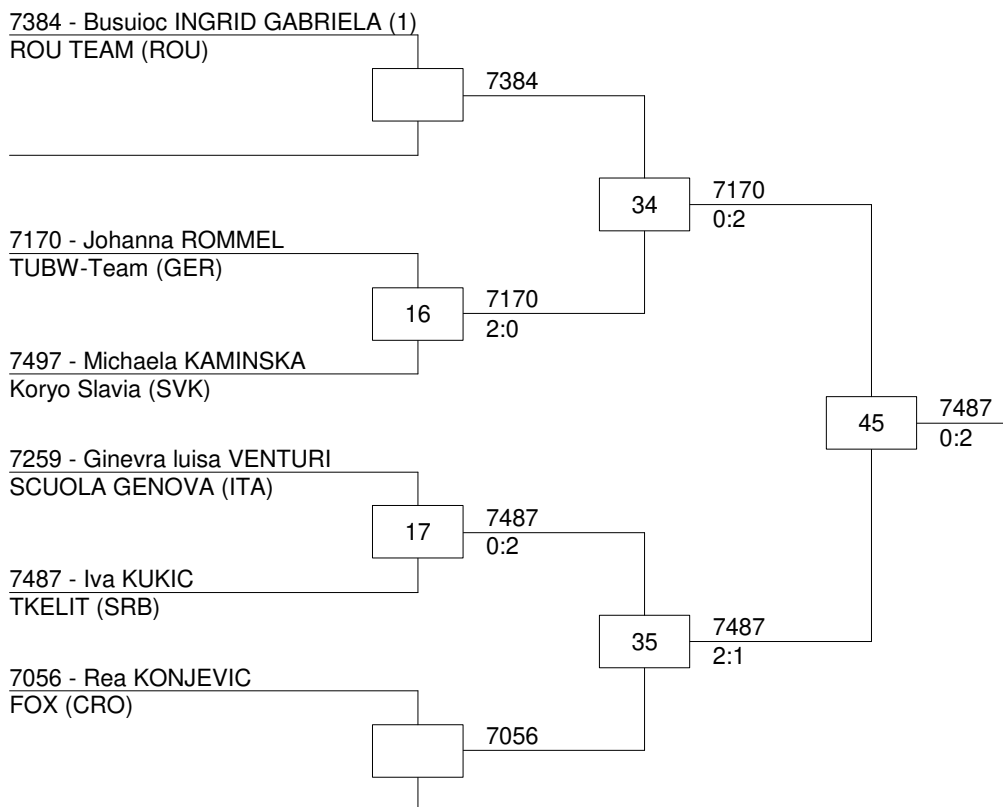 7384 - Busuioc INGRID GABRIELA (1)
ROU TEAM (ROU)
7384
34
7170
0:2
7170 - Johanna ROMMEL
TUBW-Team (GER)
16
7170
2:0
7497 - Michaela KAMINSKA
Koryo Slavia (SVK)
45
7487
0:2
7259 - Ginevra luisa VENTURI
SCUOLA GENOVA (ITA)
17
7487
0:2
7487 - Iva KUKIC
TKELIT (SRB)
35
7487
2:1
7056 - Rea KONJEVIC
FOX (CRO)
7056